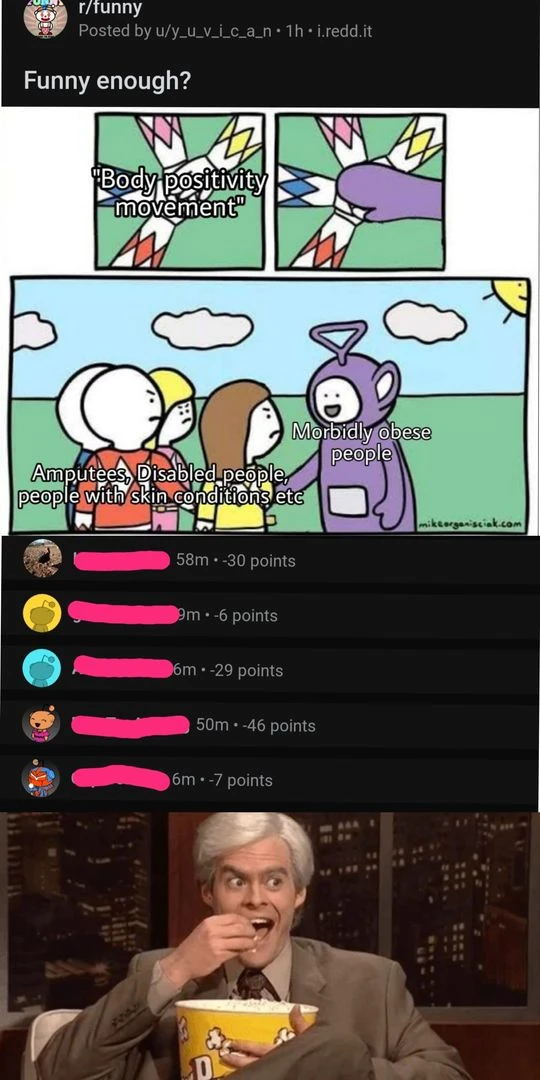 r/funny
Posted by u/y_u_v_i_c_a_n • 1h • i.redd.it
Funny enough?
"Body positivity
movement"
Morbidly obese
people
Amputees, Disabled people,
people with skin conditions etc
mikeorganisciak.com
58m • -30 points
9m • -6 points
6m • -29 points
50m • -46 points
6m • -7 points